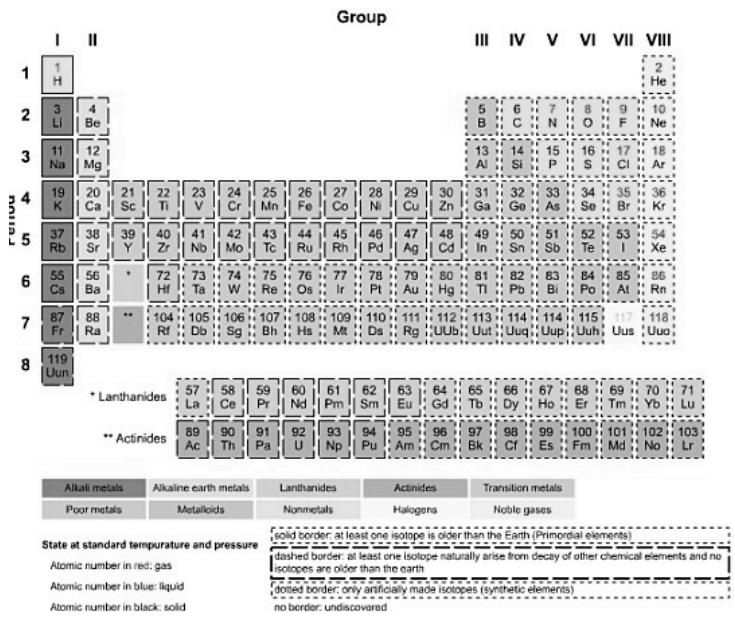 Group
I II III IV V VI VII VIII
1 1 H 2 He
2 3 Li 4 Be 5 B 6 C 7 N 8 O 9 F 10 Ne
3 11 Na 12 Mg 13 Al 14 Si 15 P 16 S 17 Cl 18 Ar
4 19 K 20 Ca 21 Sc 22 Ti 23 V 24 Cr 25 Mn 26 Fe 27 Co 28 Ni 29 Cu 30 Zn 31 Ga 32 Ge 33 As 34 Se 35 Br 36 Kr
Period
5 37 Rb 38 Sr 39 Y 40 Zr 41 Nb 42 Mo 43 Tc 44 Ru 45 Rh 46 Pd 47 Ag 48 Cd 49 In 50 Sn 51 Sb 52 Te 53 I 54 Xe
6 55 Cs 56 Ba * 72 Hf 73 Ta 74 W 75 Re 76 Os 77 Ir 78 Pt 79 Au 80 Hg 81 Tl 82 Pb 83 Bi 84 Po 85 At 86 Rn
7 87 Fr 88 Ra ** 104 Rf 105 Db 106 Sg 107 Bh 108 Hs 109 Mt 110 Ds 111 Rg 112 UUb 113 Uut 114 Uuq 114 Uup 115 Uuh 117 Uus 118 Uuo
8 119 Uun
* Lanthanides 57 La 58 Ce 59 Pr 60 Nd 61 Pm 62 Sm 63 Eu 64 Gd 65 Tb 66 Dy 67 Ho 68 Er 69 Tm 70 Yb 71 Lu
** Actinides 89 Ac 90 Th 91 Pa 92 U 93 Np 94 Pu 95 Am 96 Cm 97 Bk 98 Cf 99 Es 100 Fm 101 Md 102 No 103 Lr
Alkali metals Alkaline earth metals Lanthanides Actinides Transition metals
Poor metals Metalloids Nonmetals Halogens Noble gases
State at standard tempurature and pressure
Atomic number in red: gas
Atomic number in blue: liquid
Atomic number in black: solid
solid border: at least one isotope is older than the Earth (Primordial elements)
dashed border: at least one isotope naturally arise from decay of other chemical elements and no
isotopes are older than the earth
dotted border: only artificially made isotopes (synthetic elements)
no border: undiscovered